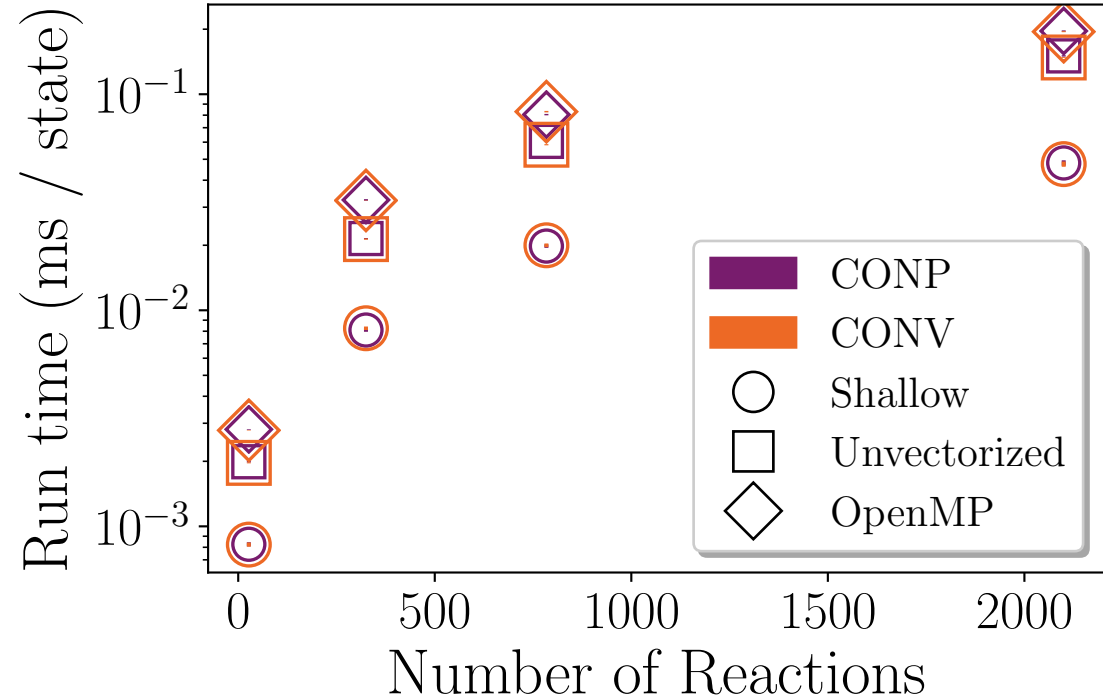 Run time (ms / state)
10⁻¹
10⁻²
10⁻³
CONP
CONV
Shallow
Unvectorized
OpenMP
0 500 1000 1500 2000
Number of Reactions